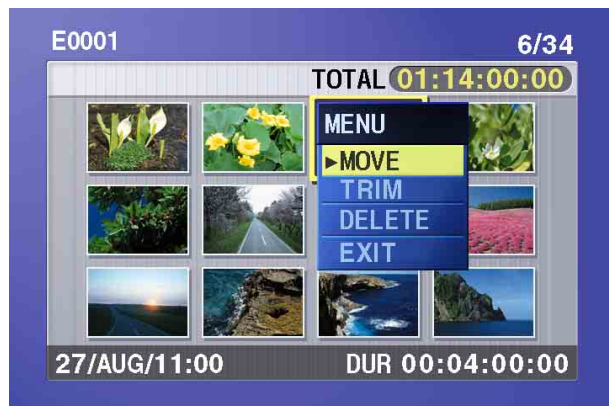 E0001 6/34
TOTAL 01:14:00:00
MENU
►MOVE
TRIM
DELETE
EXIT
27/AUG/11:00 DUR 00:04:00:00